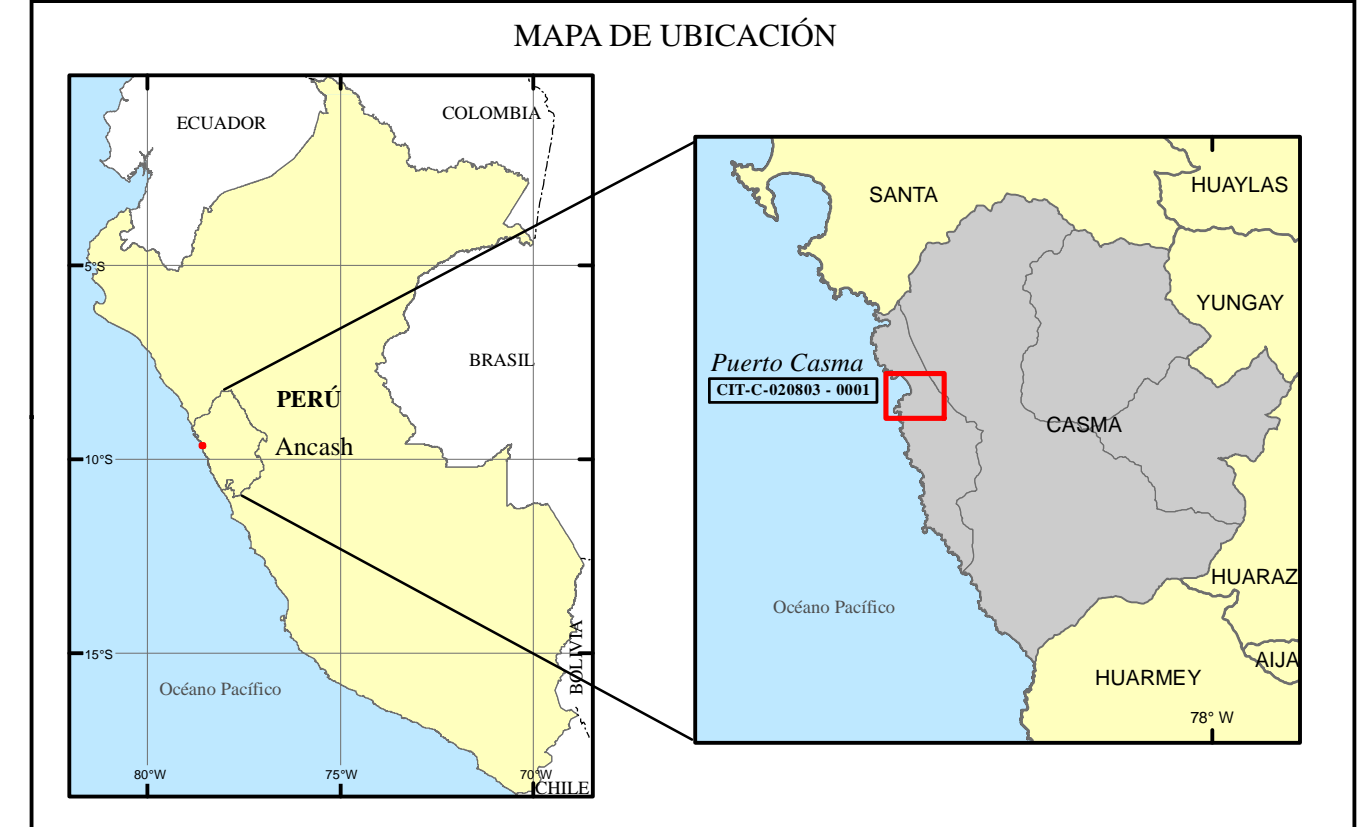 MAPA DE UBICACIÓN
ECUADOR
COLOMBIA
5°S
BRASIL
PERÚ
Ancash
10°S
15°S
BOLIVIA
Océano Pacífico
80°W
75°W
70°W
CHILE
SANTA
HUAYLAS
YUNGAY
Puerto Casma
CIT-C-020803 - 0001
CASMA
HUARAZ
Océano Pacífico
AIJA
HUARMEY
78° W